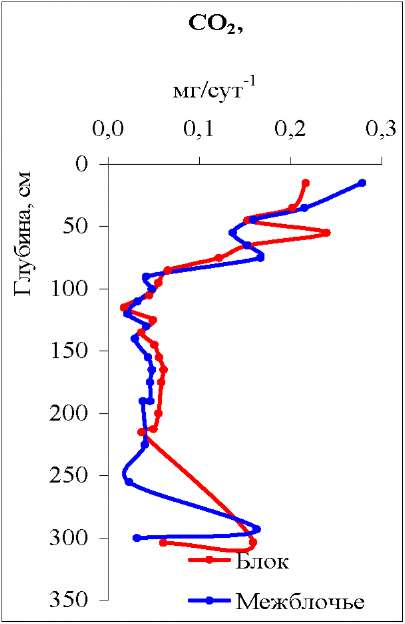 CO₂,
мг/сут⁻¹
0,0 0,1 0,2 0,3
Глубина, см
0
50
100
150
200
250
300
350
Блок
Межблочье